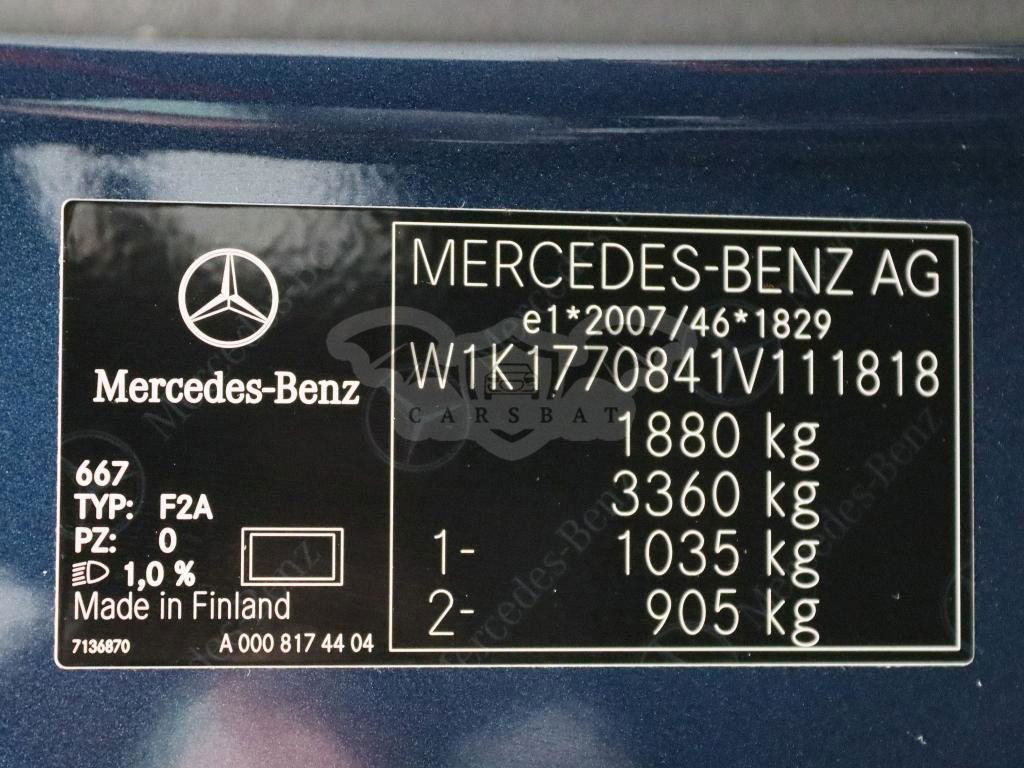 Mercedes-Benz
667
TYP: F2A
PZ: 0
1,0 %
Made in Finland
7136870 A 000 817 44 04
MERCEDES-BENZ AG
e1*2007/46*1829
W1K1770841V111818
1880 kg
3360 kg
1- 1035 kg
2- 905 kg
CARSBAT